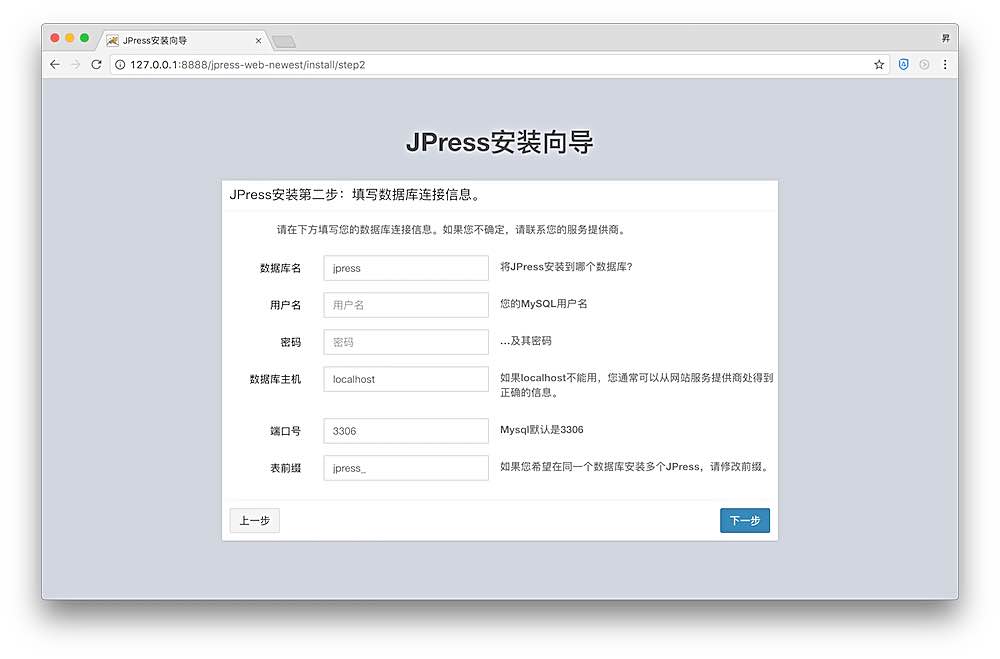 JPress安装向导
昇
127.0.0.1:8888/jpress-web-newest/install/step2
JPress安装向导
JPress安装第二步：填写数据库连接信息。
请在下方填写您的数据库连接信息。如果您不确定，请联系您的服务提供商。
数据库名 jpress 将JPress安装到哪个数据库?
用户名 用户名 您的MySQL用户名
密码 密码 ...及其密码
数据库主机 localhost 如果localhost不能用，您通常可以从网站服务提供商处得到
正确的信息。
端口号 3306 Mysql默认是3306
表前缀 jpress_ 如果您希望在同一个数据库安装多个JPress，请修改前缀。
上一步 下一步